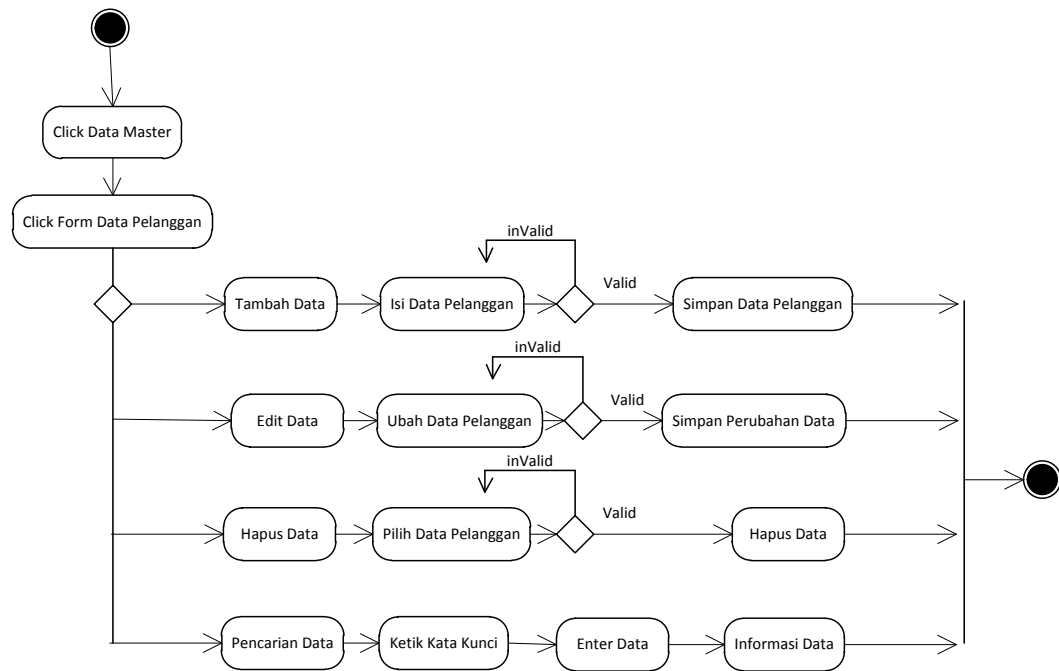 Click Data Master
Click Form Data Pelanggan
inValid
Tambah Data
Isi Data Pelanggan
Valid
Simpan Data Pelanggan
inValid
Edit Data
Ubah Data Pelanggan
Valid
Simpan Perubahan Data
inValid
Hapus Data
Pilih Data Pelanggan
Valid
Hapus Data
Pencarian Data
Ketik Kata Kunci
Enter Data
Informasi Data